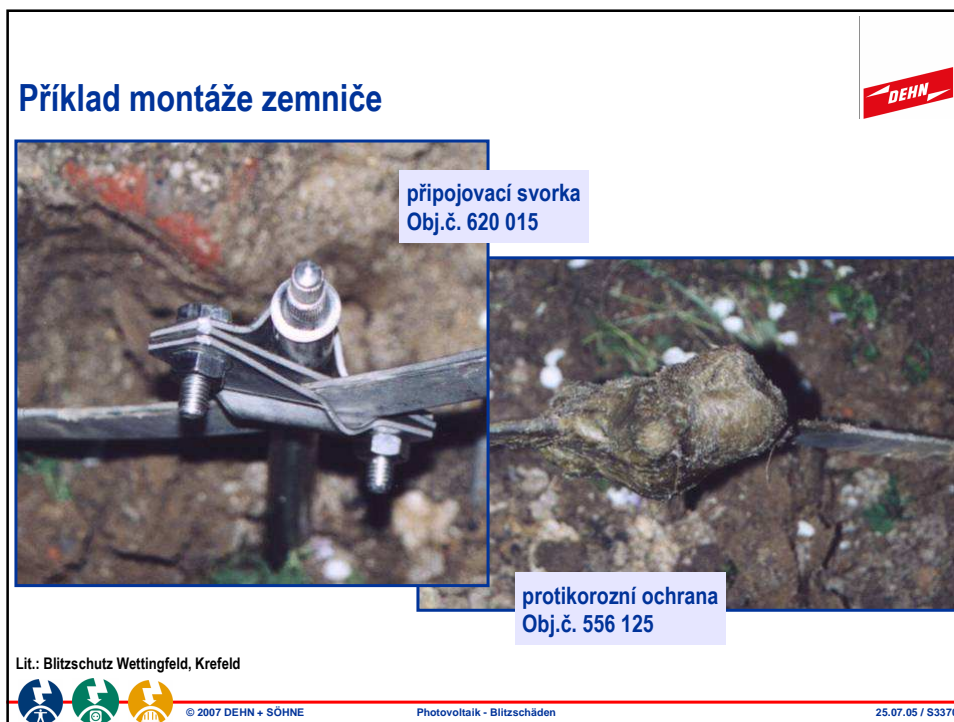 Příklad montáže zemniče
DEHN
připojovací svorka
Obj.č. 620 015
protikorozní ochrana
Obj.č. 556 125
Lit.: Blitzschutz Wettingfeld, Krefeld
© 2007 DEHN + SÖHNE
Photovoltaik - Blitzschäden
25.07.05 / S3370